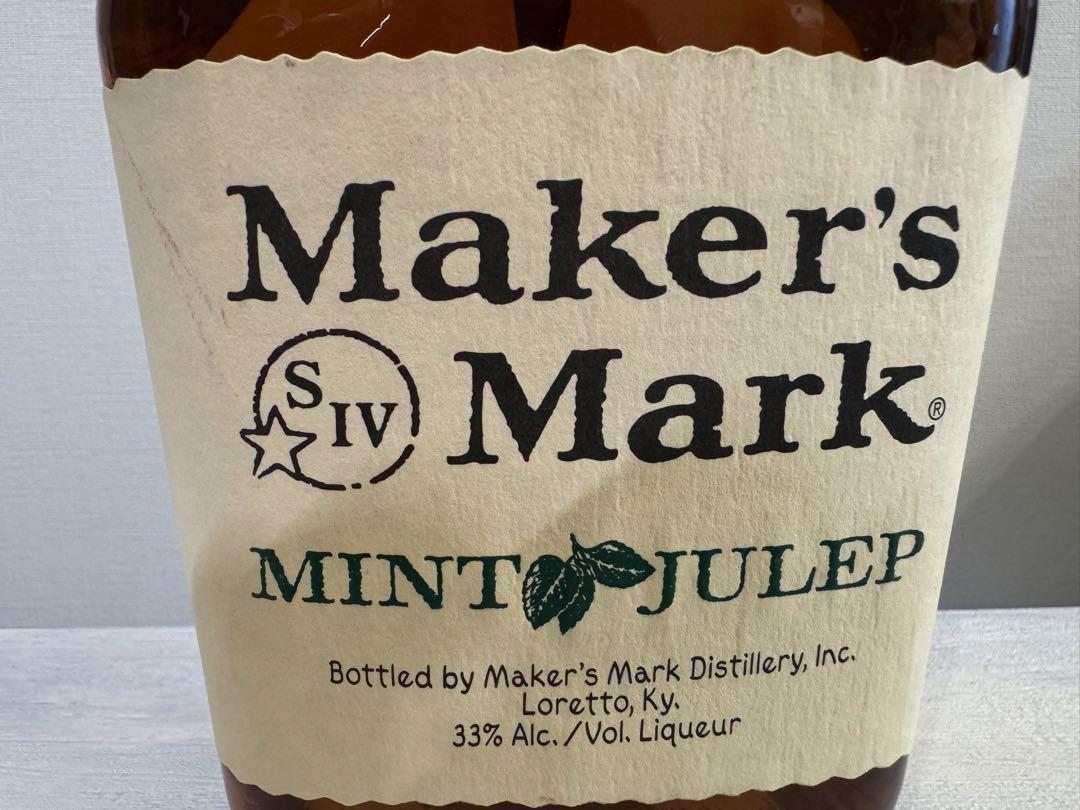 Maker's
S IV Mark®
MINT JULEP
Bottled by Maker's Mark Distillery, Inc.
Loretto, Ky.
33% Alc./Vol. Liqueur